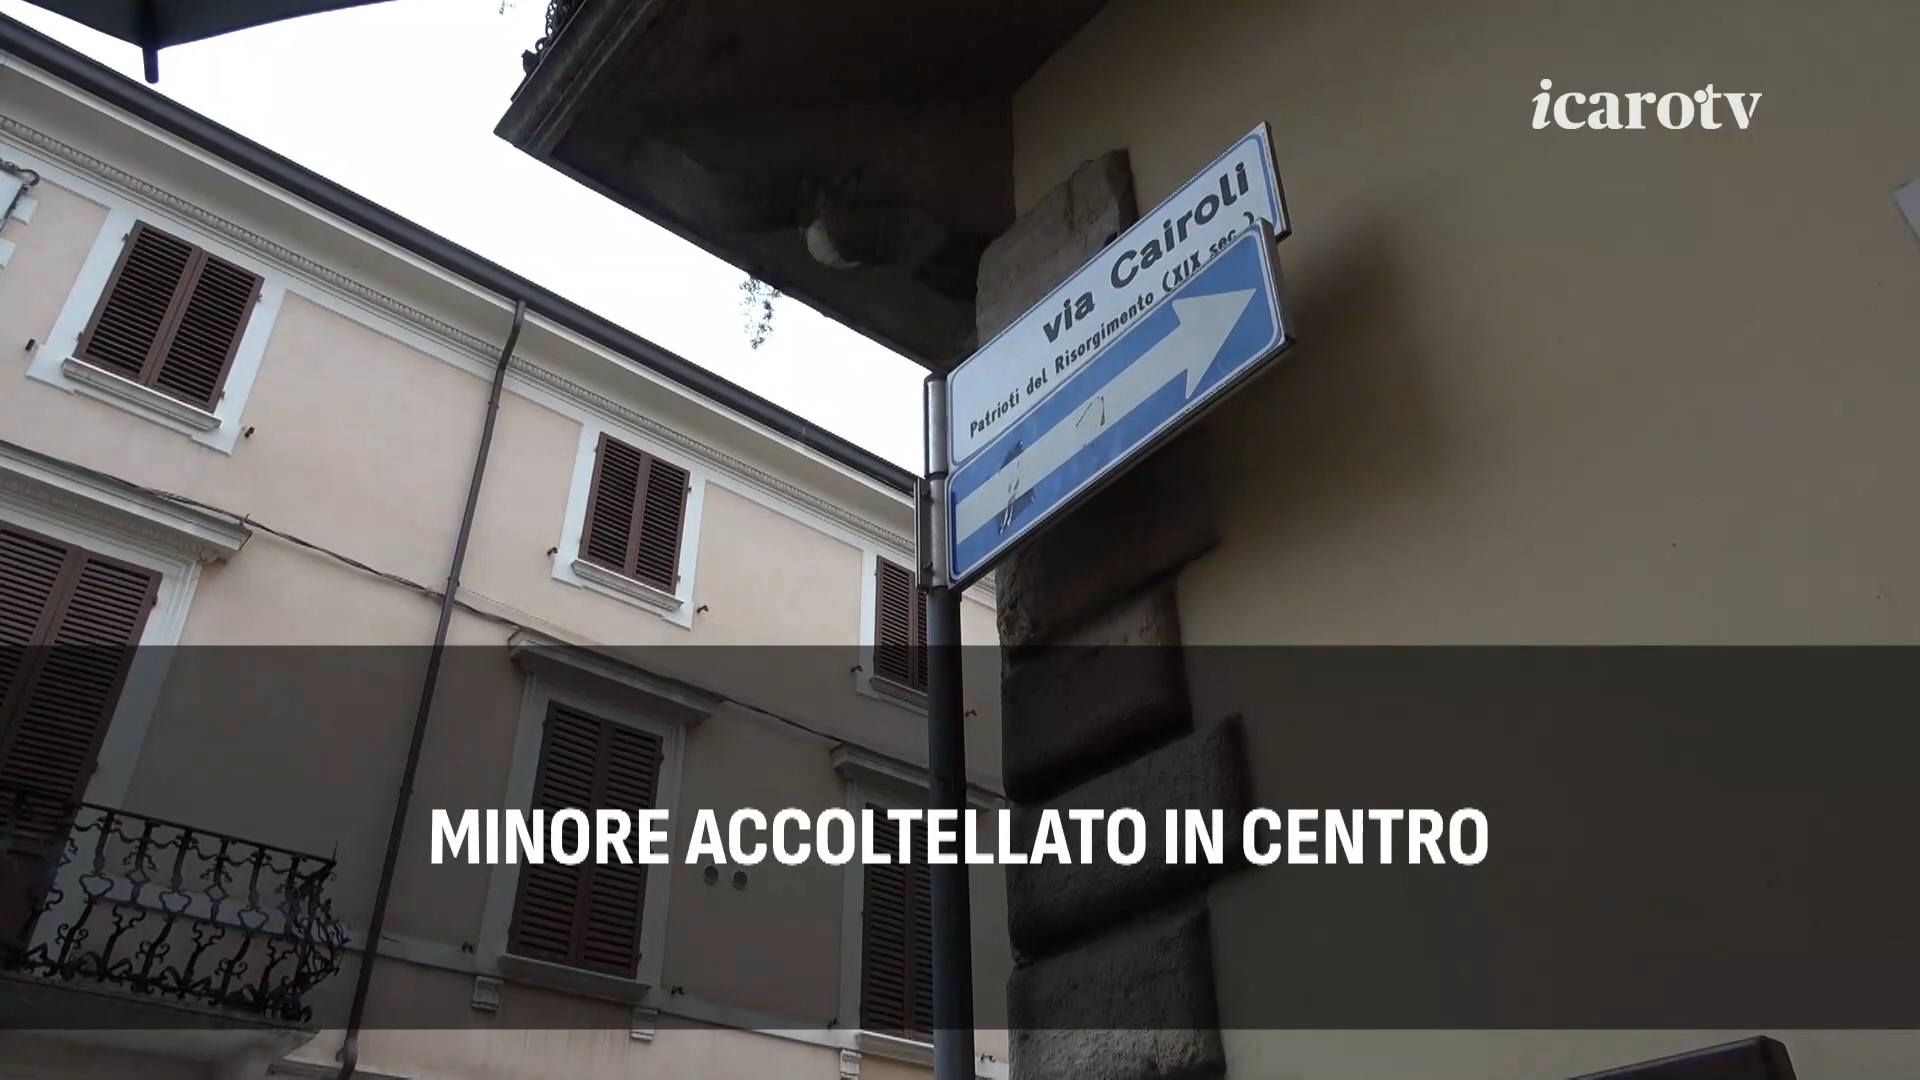 icarotv
via Cairoli
Patrioti del Risorgimento (XIX sec.)
MINORE ACCOLTELLATO IN CENTRO